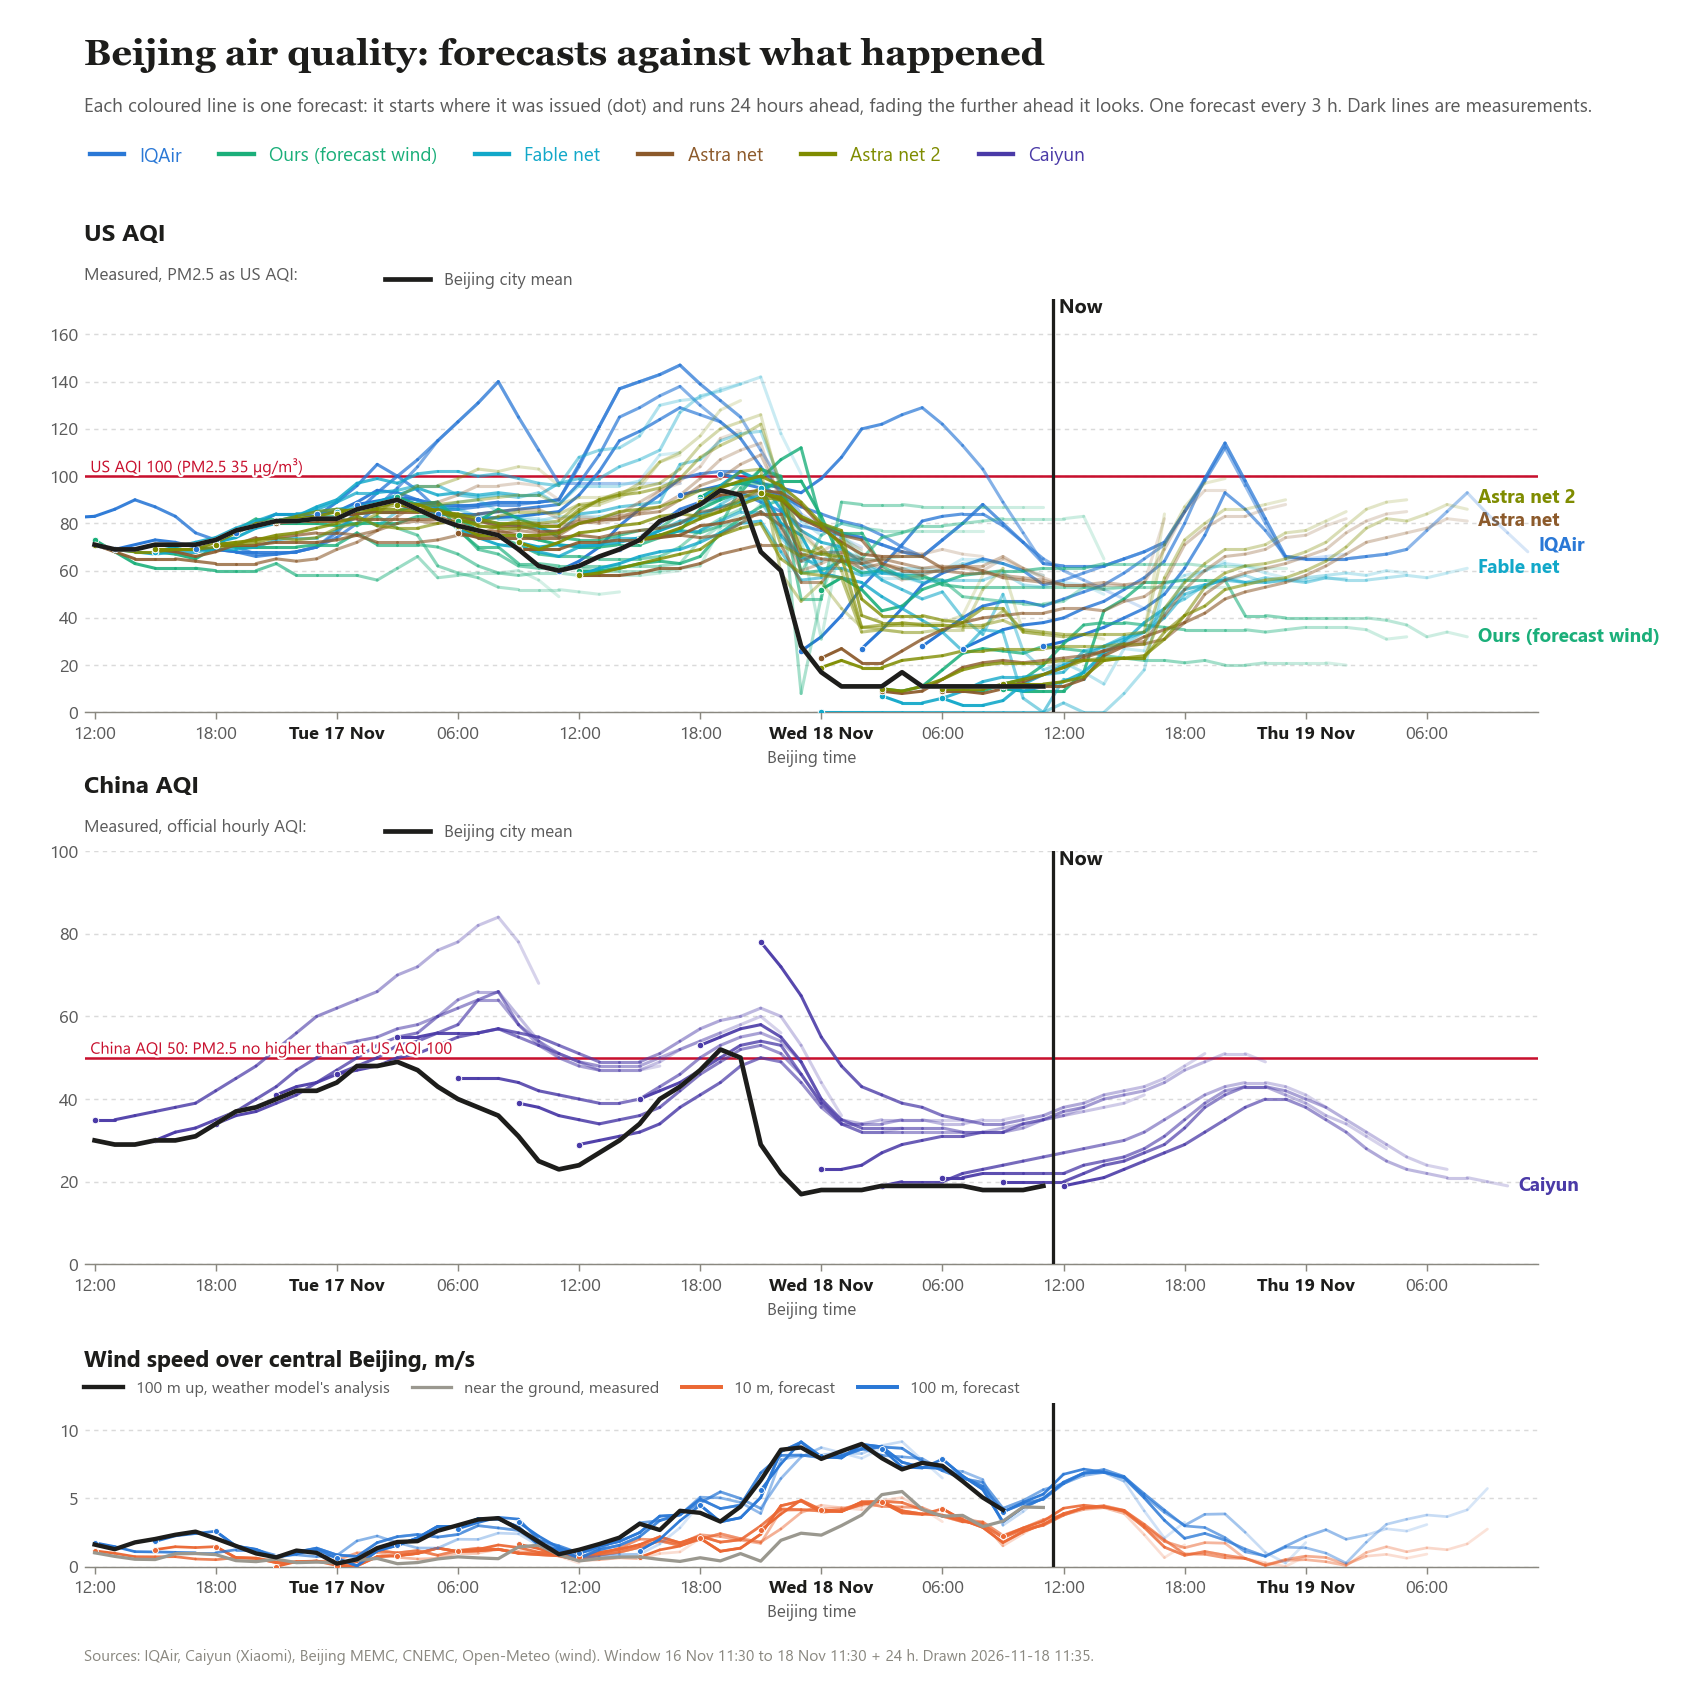 Beijing air quality: forecasts against what happened
Each coloured line is one forecast: it starts where it was issued (dot) and runs 24 hours ahead, fading the further ahead it looks. One forecast every 3 h. Dark lines are measurements.
IQAir Ours (forecast wind) Fable net Astra net Astra net 2 Caiyun
US AQI
Measured, PM2.5 as US AQI: Beijing city mean
Now
160
140
120
100
80
60
40
20
0
US AQI 100 (PM2.5 35 µg/m³)
Astra net 2
Astra net
IQAir
Fable net
Ours (forecast wind)
12:00 18:00 Tue 17 Nov 06:00 12:00 18:00 Wed 18 Nov 06:00 12:00 18:00 Thu 19 Nov 06:00
Beijing time
China AQI
Measured, official hourly AQI: Beijing city mean
Now
100
80
60
40
20
0
China AQI 50: PM2.5 no higher than at US AQI 100
Caiyun
12:00 18:00 Tue 17 Nov 06:00 12:00 18:00 Wed 18 Nov 06:00 12:00 18:00 Thu 19 Nov 06:00
Beijing time
Wind speed over central Beijing, m/s
100 m up, weather model's analysis near the ground, measured 10 m, forecast 100 m, forecast
10
5
0
12:00 18:00 Tue 17 Nov 06:00 12:00 18:00 Wed 18 Nov 06:00 12:00 18:00 Thu 19 Nov 06:00
Beijing time
Sources: IQAir, Caiyun (Xiaomi), Beijing MEMC, CNEMC, Open-Meteo (wind). Window 16 Nov 11:30 to 18 Nov 11:30 + 24 h. Drawn 2026-11-18 11:35.